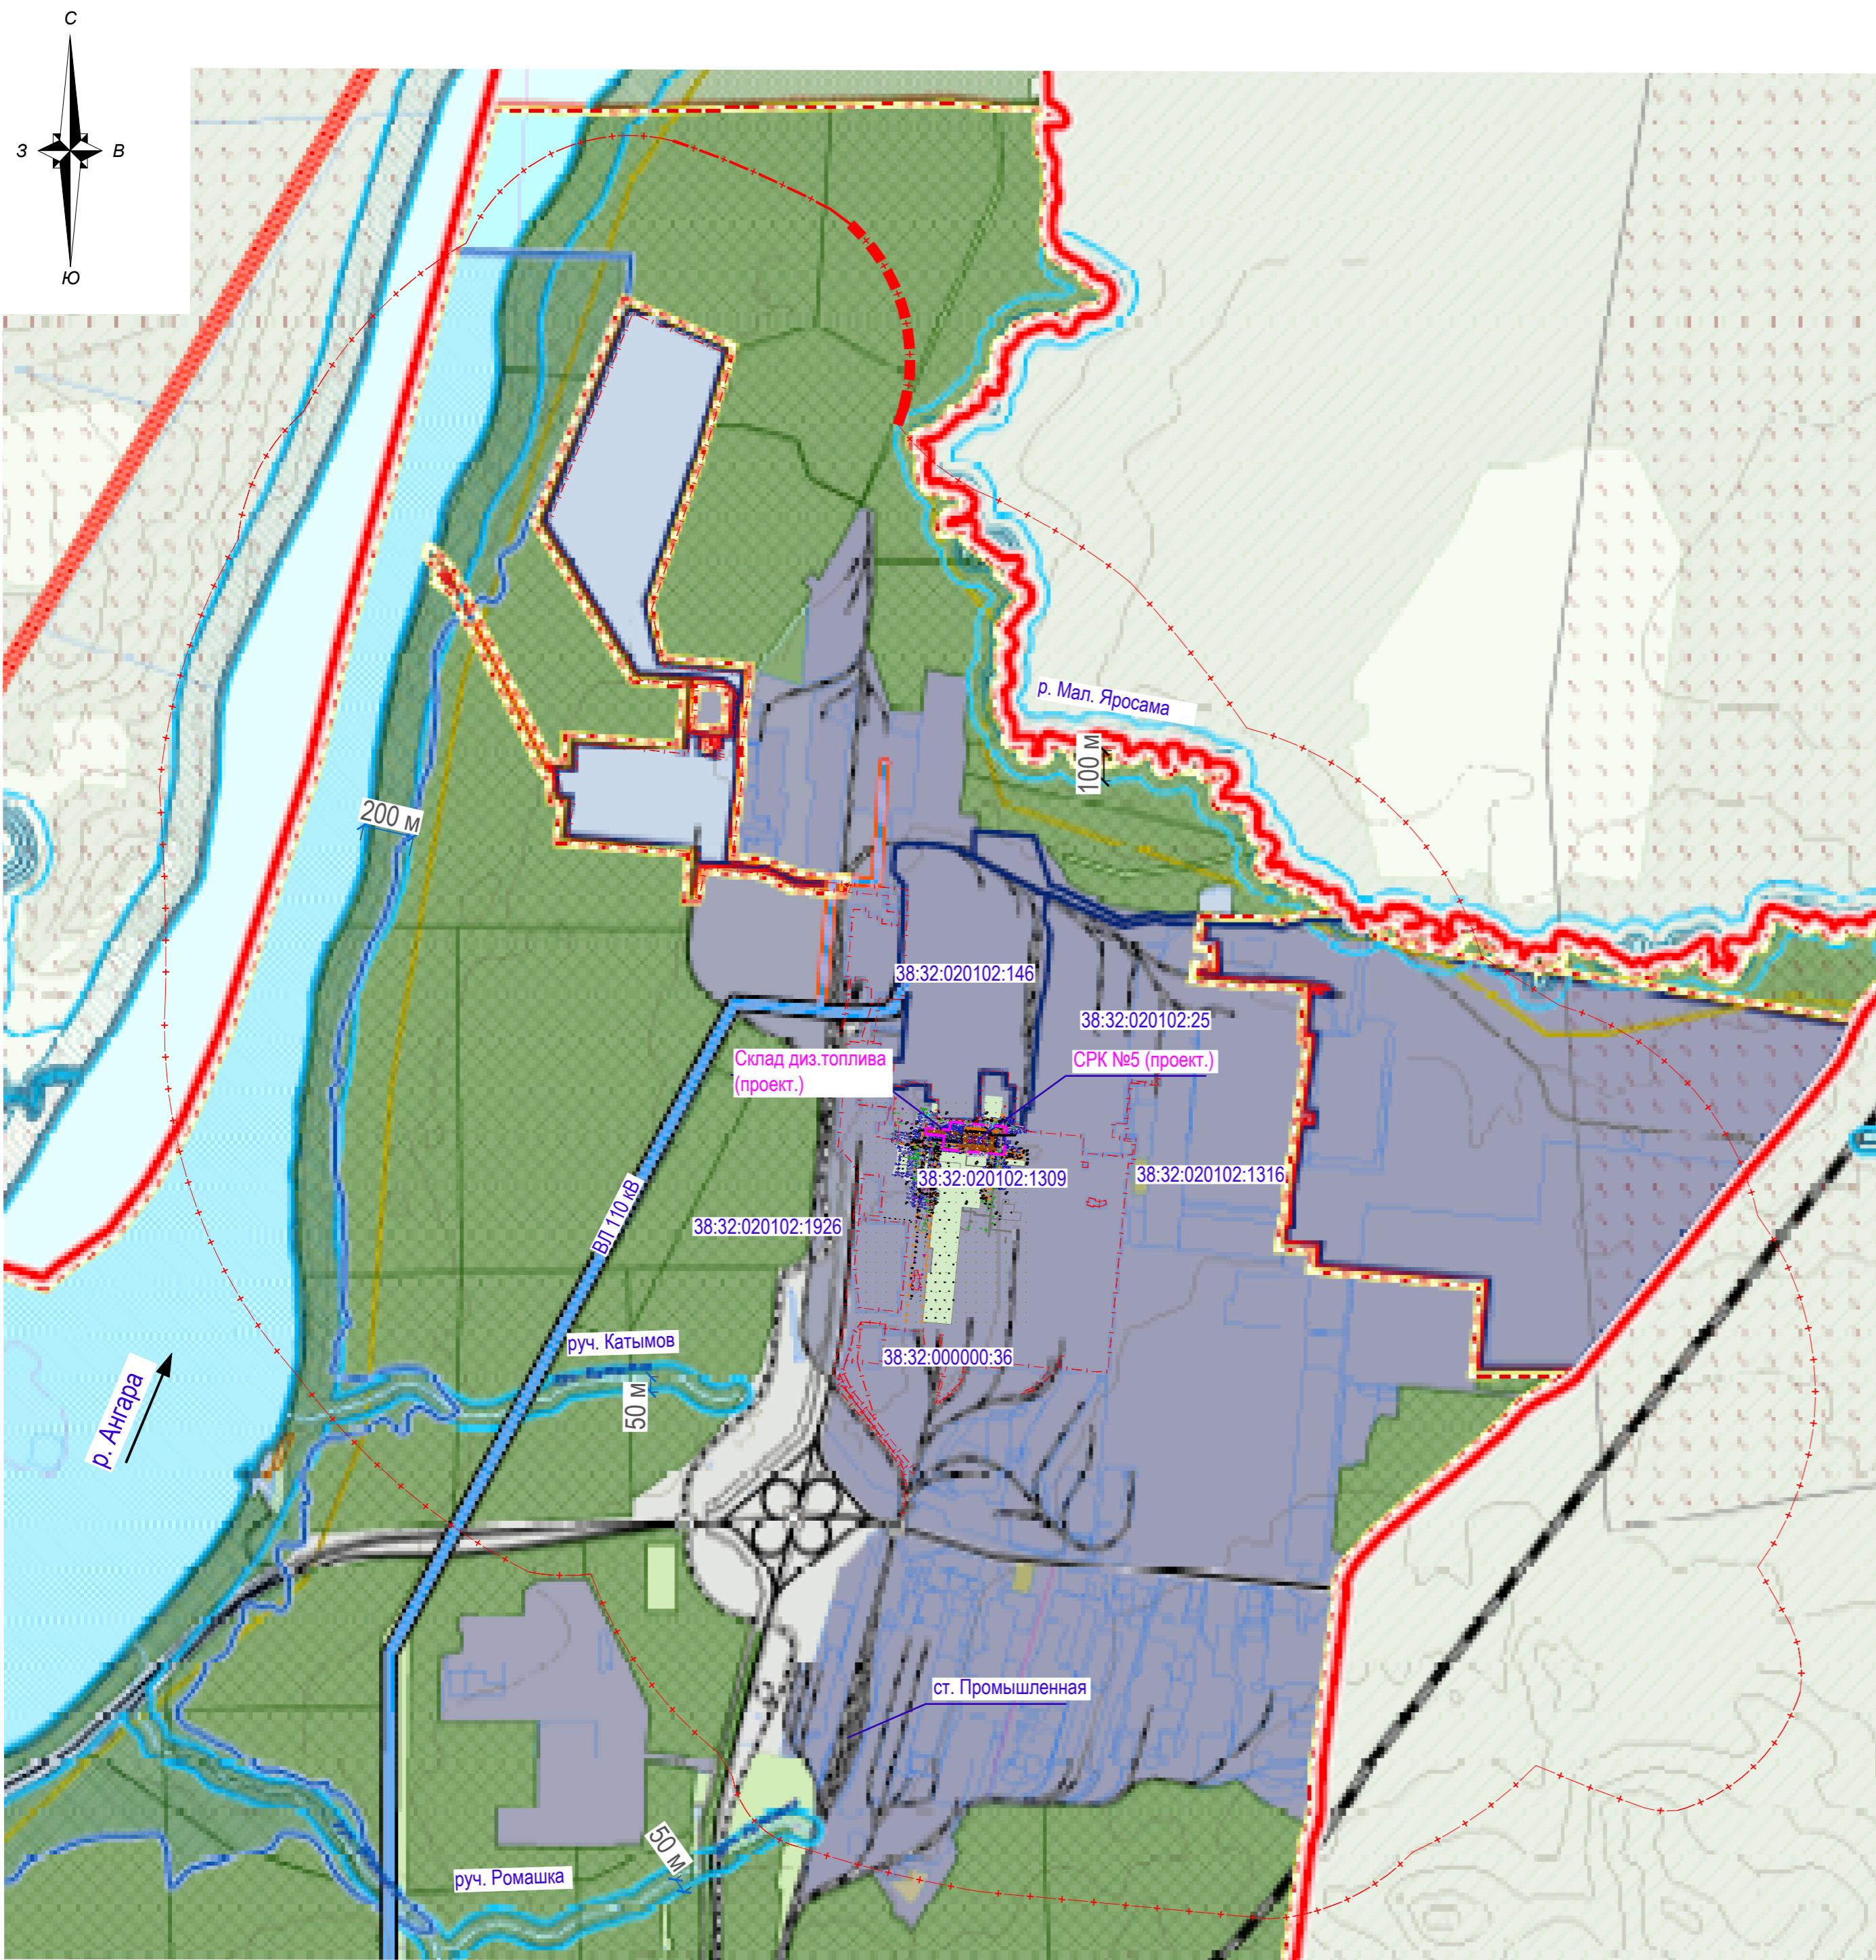 С
З
В
Ю
р. Мал. Яросама
100 м
200 м
38:32:020102:146
38:32:020102:25
Склад диз.топлива
(проект.)
СРК №5 (проект.)
38:32:020102:1309
38:32:020102:1316
ВЛ 110 кВ
38:32:020102:1926
руч. Катымов
38:32:000000:36
50 м
р. Ангара
ст. Промышленная
50 м
руч. Ромашка